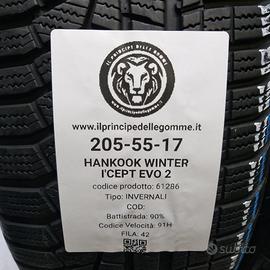 IL PRINCIPE DELLE GOMME
www.ilprincipedellegomme.it
205-55-17
HANKOOK WINTER
I'CEPT EVO 2
codice prodotto: 61286
Tipo: INVERNALI
COD:
Battistrada: 90%
Codice Velocità: 91H
FILA: 42
subito